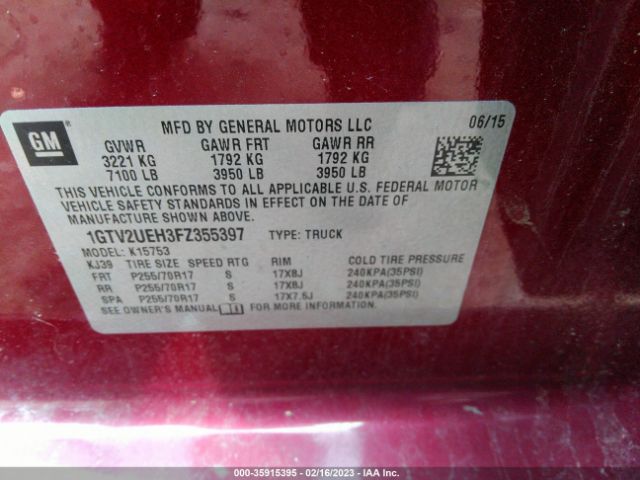 GM
MFD BY GENERAL MOTORS LLC 06/15
GVWR GAWR FRT GAWR RR
3221 KG 1792 KG 1792 KG
7100 LB 3950 LB 3950 LB
THIS VEHICLE CONFORMS TO ALL APPLICABLE U.S. FEDERAL MOTOR
VEHICLE SAFETY STANDARDS IN EFFECT ON THE DATE OF
MANUFACTURE SHOWN ABOVE.
1GTV2UEH3FZ355397 TYPE: TRUCK
MODEL: K15753
KJ39 TIRE SIZE SPEED RTG RIM COLD TIRE PRESSURE
FRT P255/70R17 S 17X8J 240KPA(35PSI)
RR P255/70R17 S 17X8J 240KPA(35PSI)
SPA P255/70R17 S 17X7.5J 240KPA(35PSI)
SEE OWNER'S MANUAL
000-35915395 - 02/16/2023 - IAA Inc.